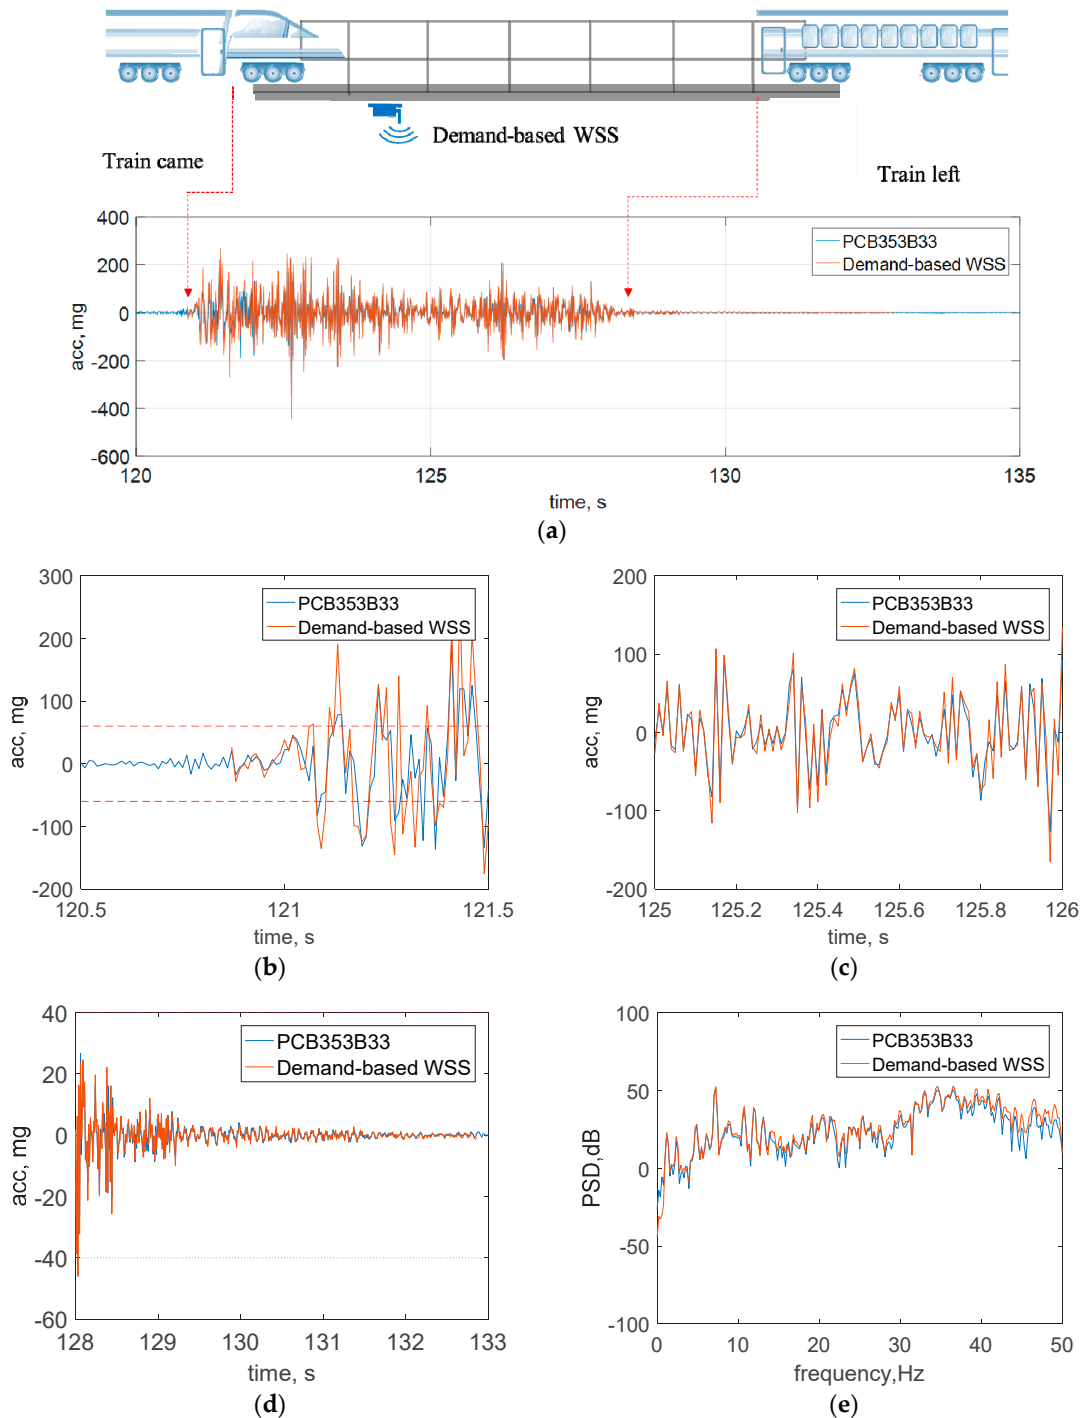 Demand-based WSS
Train came
Train left
400
200
0
-200
-400
-600
acc, mg
PCB353B33
Demand-based WSS
120
125
130
135
time, s
(a)
300
200
100
0
-100
-200
acc, mg
PCB353B33
Demand-based WSS
120.5
121
121.5
time, s
(b)
200
100
0
-100
-200
acc, mg
PCB353B33
Demand-based WSS
125
125.2
125.4
125.6
125.8
126
time, s
(c)
40
20
0
-20
-40
-60
acc, mg
PCB353B33
Demand-based WSS
128
129
130
131
132
133
time, s
(d)
100
50
0
-50
-100
PSD,dB
PCB353B33
Demand-based WSS
0
10
20
30
40
50
frequency,Hz
(e)